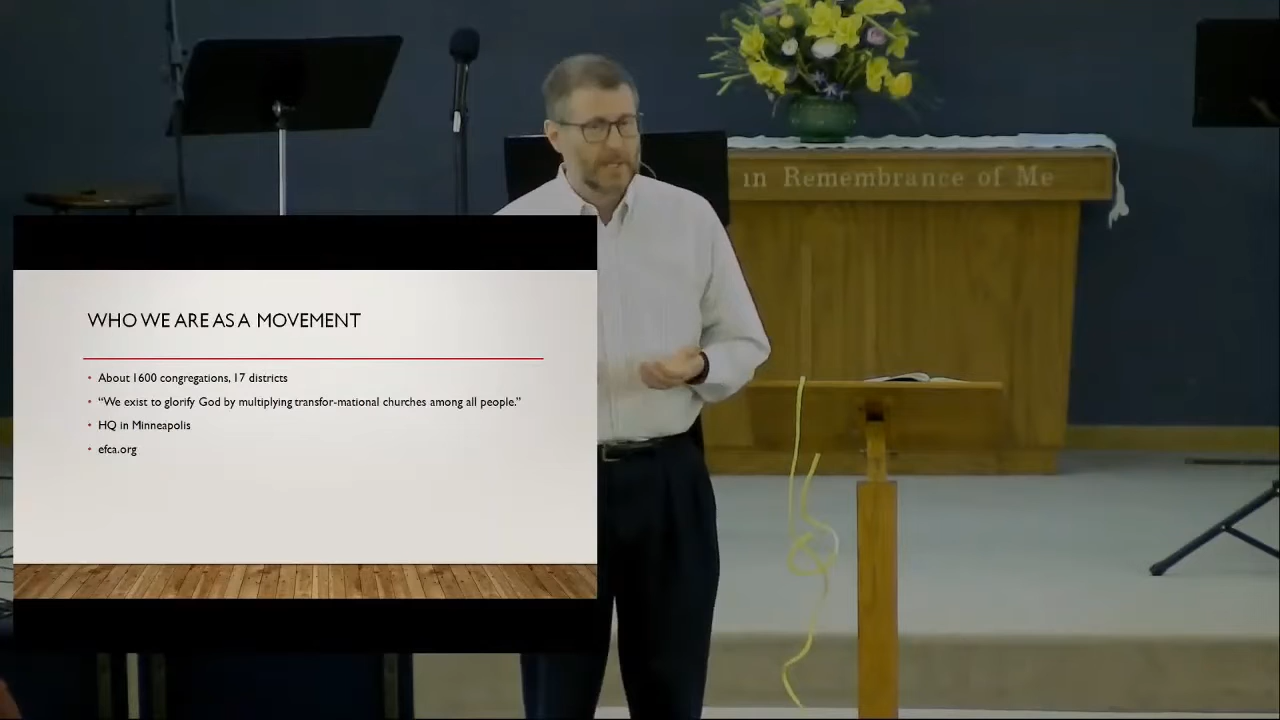 in Remembrance of Me
WHO WE ARE AS A MOVEMENT
• About 1600 congregations, 17 districts
• “We exist to glorify God by multiplying transfor-mational churches among all people.”
• HQ in Minneapolis
• efca.org